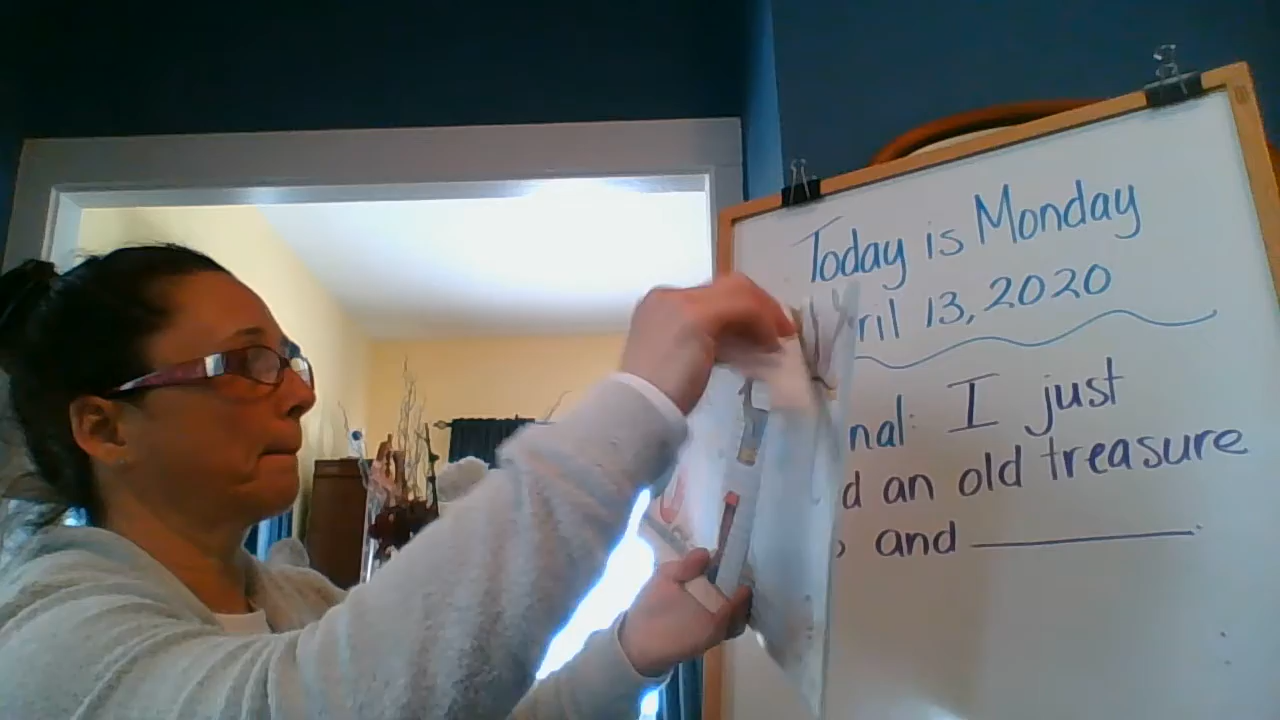 Today is Monday
ril 13, 2020
nal: I just
d an old treasure
, and